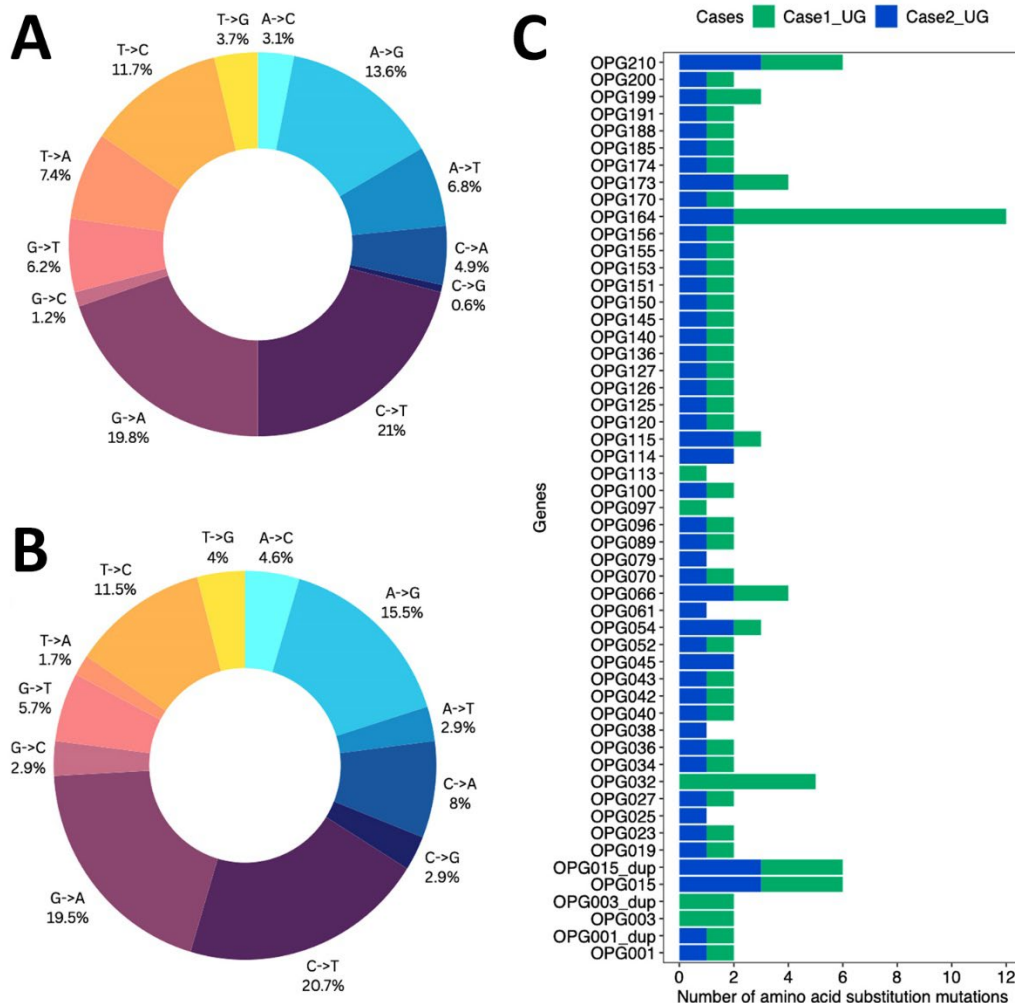 A
T->G
3.7%
A->C
3.1%
A->G
13.6%
A->T
6.8%
C->A
4.9%
C->G
0.6%
C->T
21%
G->A
19.8%
G->C
1.2%
G->T
6.2%
T->A
7.4%
T->C
11.7%
B
T->G
4%
A->C
4.6%
A->G
15.5%
A->T
2.9%
C->A
8%
C->G
2.9%
C->T
20.7%
G->A
19.5%
G->C
2.9%
G->T
5.7%
T->A
1.7%
T->C
11.5%
C
Cases Case1_UG Case2_UG
Genes
OPG210
OPG200
OPG199
OPG191
OPG188
OPG185
OPG174
OPG173
OPG170
OPG164
OPG156
OPG155
OPG153
OPG151
OPG150
OPG145
OPG140
OPG136
OPG127
OPG126
OPG125
OPG120
OPG115
OPG114
OPG113
OPG100
OPG097
OPG096
OPG089
OPG079
OPG070
OPG066
OPG061
OPG054
OPG052
OPG045
OPG043
OPG042
OPG040
OPG038
OPG036
OPG034
OPG032
OPG027
OPG025
OPG023
OPG019
OPG015_dup
OPG015
OPG003_dup
OPG003
OPG001_dup
OPG001
0 2 4 6 8 10 12
Number of amino acid substitution mutations